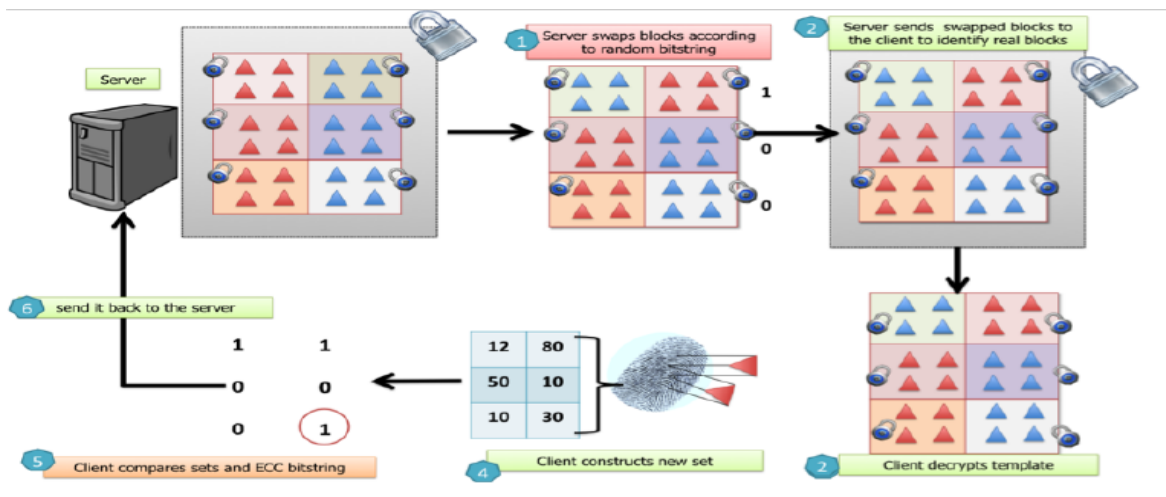 Server
1
Server swaps blocks according
to random bitstring
1
0
0
2
Server sends swapped blocks to
the client to identify real blocks
6
send it back to the server
1 1
0 0
0 1
5
Client compares sets and ECC bitstring
12 80
50 10
10 30
4
Client constructs new set
2
Client decrypts template